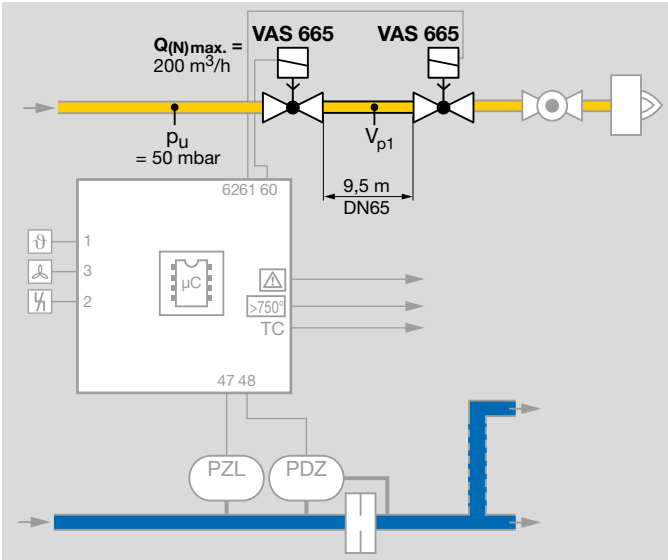 VAS 665 VAS 665
Q(N)max. =
200 m³/h
pu
= 50 mbar
Vp1
9,5 m
DN65
6261 60
ϑ 1
3
2
µC
>750°
TC
47 48
PZL PDZ